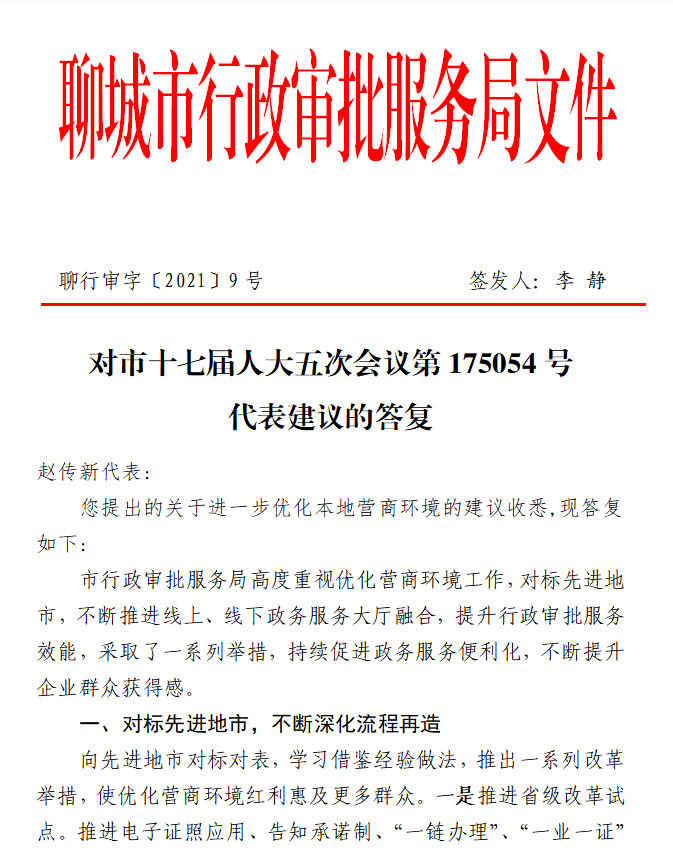 聊城市行政审批服务局文件
聊行审字〔2021〕9号 签发人：李 静
对市十七届人大五次会议第 175054 号
代表建议的答复
赵传新代表：
您提出的关于进一步优化本地营商环境的建议收悉,现答复
如下：
市行政审批服务局高度重视优化营商环境工作，对标先进地
市，不断推进线上、线下政务服务大厅融合，提升行政审批服务
效能，采取了一系列举措，持续促进政务服务便利化，不断提升
企业群众获得感。
一、对标先进地市，不断深化流程再造
向先进地市对标对表，学习借鉴经验做法，推出一系列改革
举措，使优化营商环境红利惠及更多群众。一是推进省级改革试
点。推进电子证照应用、告知承诺制、“一链办理”、“一业一证”